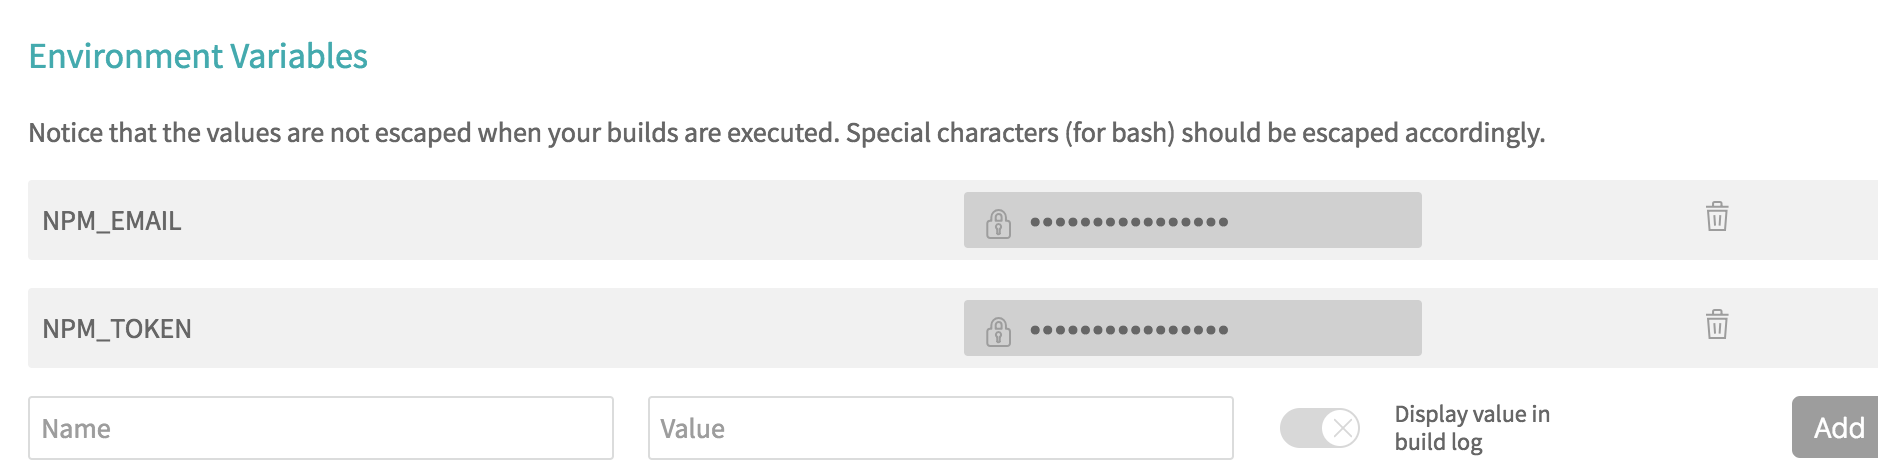 Environment Variables
Notice that the values are not escaped when your builds are executed. Special characters (for bash) should be escaped accordingly.
NPM_EMAIL ••••••••••••••••
NPM_TOKEN ••••••••••••••••
Name Value Display value in
build log Add